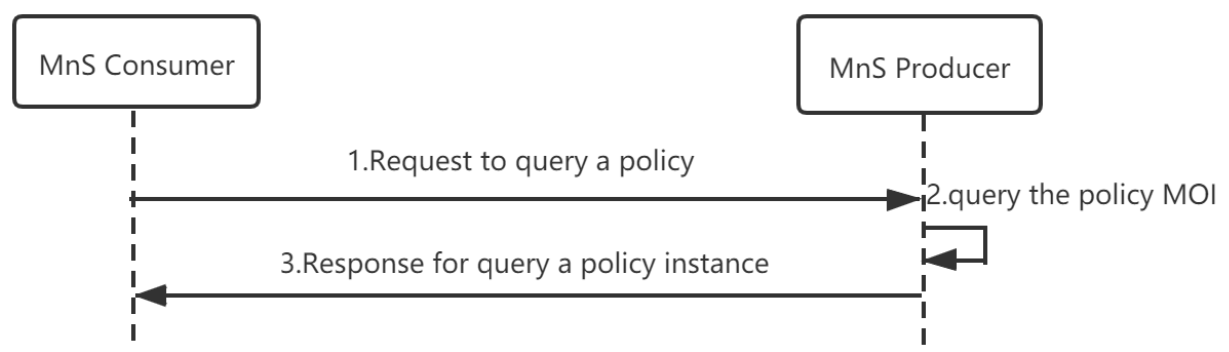 MnS Consumer
MnS Producer
1.Request to query a policy
2.query the policy MOI
3.Response for query a policy instance